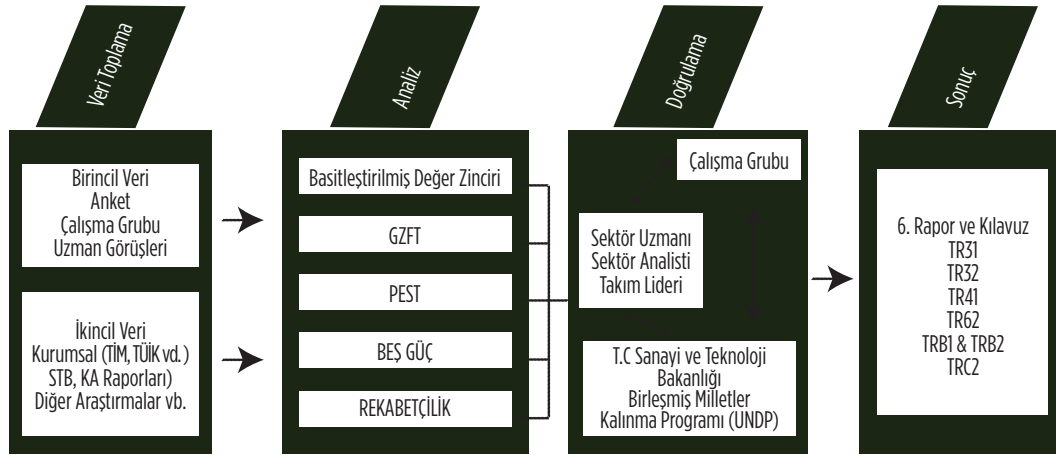 Veri Toplama
Birincil Veri
Anket
Çalışma Grubu
Uzman Görüşleri
İkincil Veri
Kurumsal (TİM, TÜİK vd.)
STB, KA Raporları)
Diğer Araştırmalar vb.
Analiz
Basitleştirilmiş Değer Zinciri
GZFT
PEST
BEŞ GÜÇ
REKABETÇİLİK
Doğrulama
Çalışma Grubu
Sektör Uzmanı
Sektör Analisti
Takım Lideri
T.C Sanayi ve Teknoloji
Bakanlığı
Birleşmiş Milletler
Kalınma Programı (UNDP)
Sonuç
6. Rapor ve Kılavuz
TR31
TR32
TR41
TR62
TRB1 & TRB2
TRC2